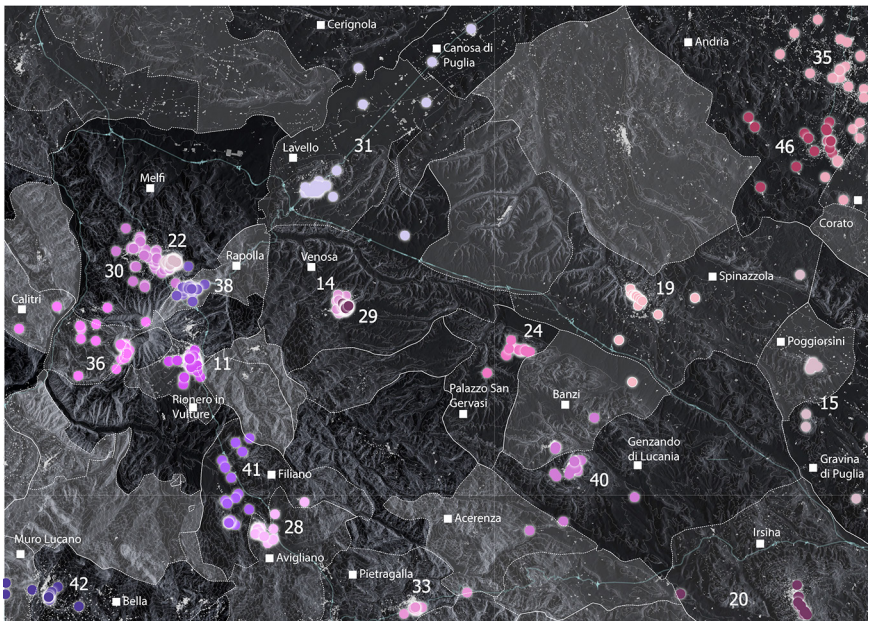 Cerignola
Canosa di
Puglia
Andria
35
46
Lavello
31
Melfi
Corato
22
30
Rapolla
Venosa
38
14
29
Calitri
19
Spinazzola
36
11
24
Poggiorsini
Rionero in
Vulture
Palazzo San
Gervasi
Banzi
15
41
Filiano
Genzando
di Lucania
40
Gravina
di Puglia
28
Acerenza
Muro Lucano
Avigliano
Irsiha
42
Bella
Pietragalla
33
20